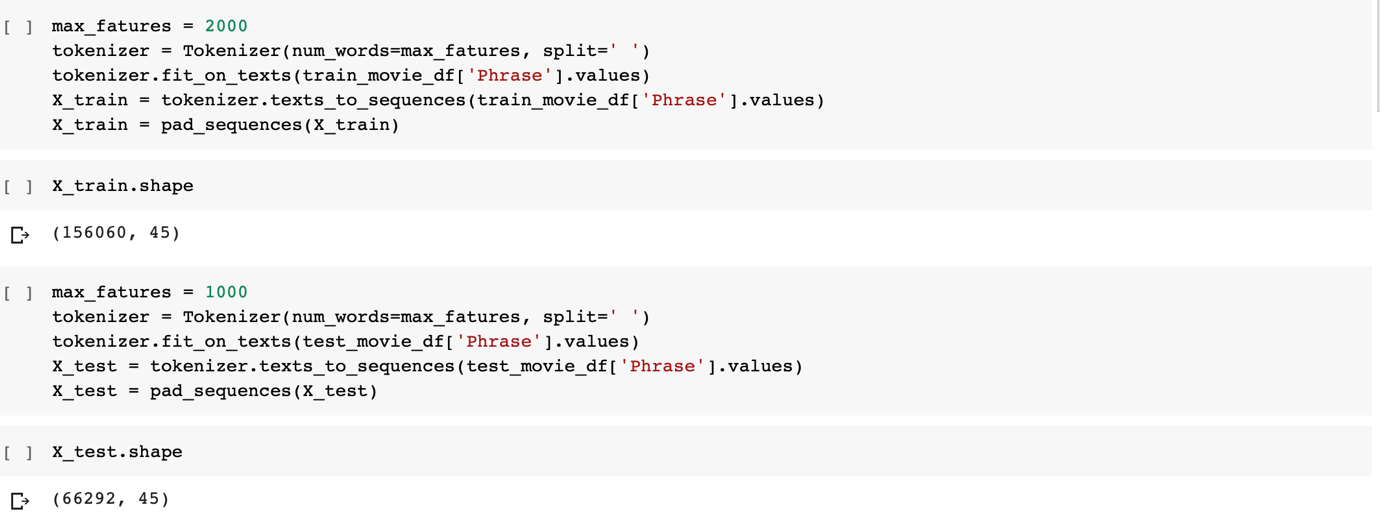 [ ] max_fatures = 2000
tokenizer = Tokenizer(num_words=max_fatures, split=' ')
tokenizer.fit_on_texts(train_movie_df['Phrase'].values)
X_train = tokenizer.texts_to_sequences(train_movie_df['Phrase'].values)
X_train = pad_sequences(X_train)
[ ] X_train.shape
(156060, 45)
[ ] max_fatures = 1000
tokenizer = Tokenizer(num_words=max_fatures, split=' ')
tokenizer.fit_on_texts(test_movie_df['Phrase'].values)
X_test = tokenizer.texts_to_sequences(test_movie_df['Phrase'].values)
X_test = pad_sequences(X_test)
[ ] X_test.shape
(66292, 45)